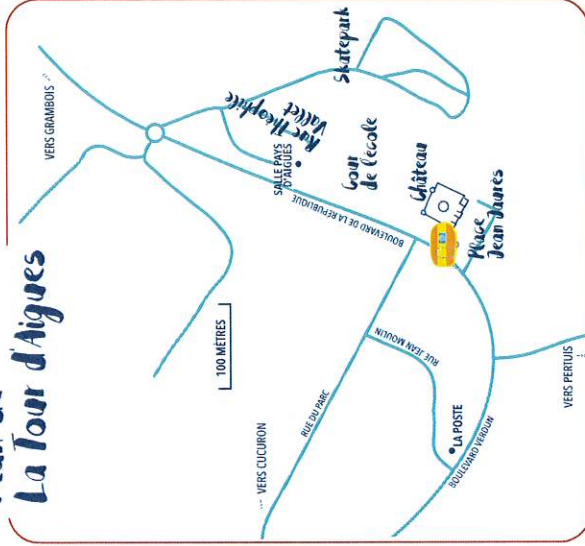 La Tour d'Aigues
VERS GRAMBOIS ...
100 MÈTRES
... VERS CUCURON
RUE DU PARC
RUE JEAN MOULIN
LA POSTE
BOULEVARD VERDUN
VERS PERTUIS ...
BOULEVARD DE LA RÉPUBLIQUE
SALLE PAYS
D'AIGUES
Rue Théophile
Vallet
Cour
de l'école
Skatepark
Château
Place
Jean Jaurès